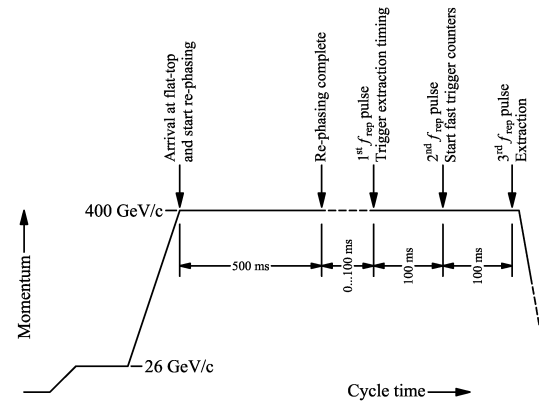 Arrival at flat-top
and start re-phasing
Re-phasing complete
1st frep pulse
Trigger extraction timing
2nd frep pulse
Start fast trigger counters
3rd frep pulse
Extraction
400 GeV/c
500 ms
0...100 ms
100 ms
100 ms
Momentum
26 GeV/c
Cycle time